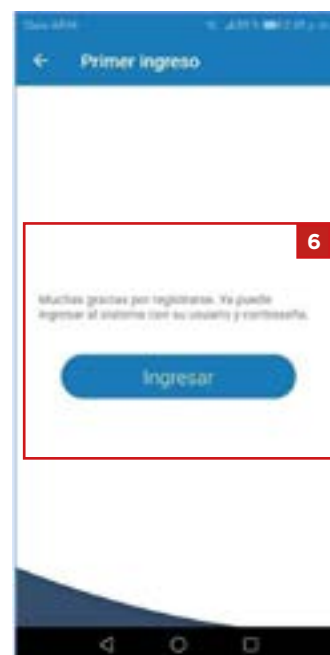 Primer ingreso
6
Muchas gracias por registrarse. Ya puede
ingresar al sistema con su usuario y contraseña.
Ingresar